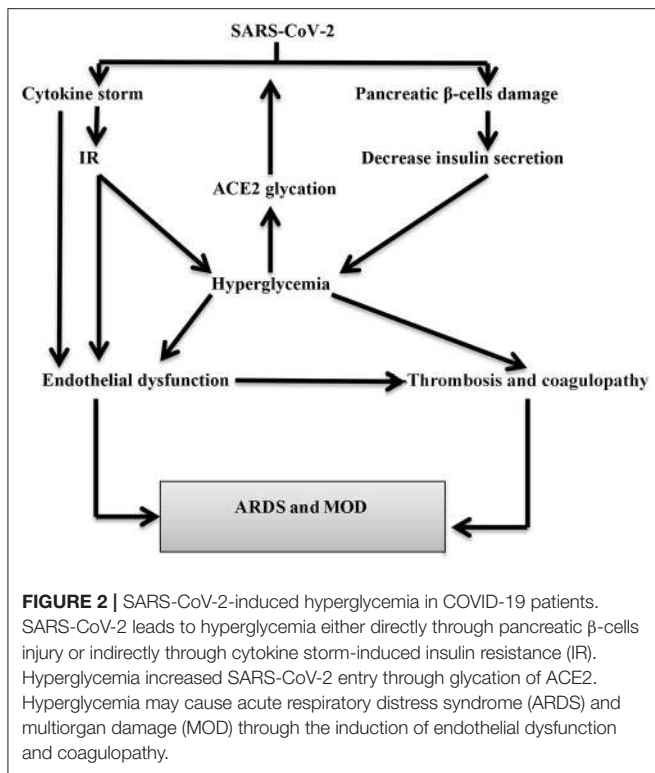 SARS-CoV-2
Cytokine storm
Pancreatic β-cells damage
IR
Decrease insulin secretion
ACE2 glycation
Hyperglycemia
Endothelial dysfunction
Thrombosis and coagulopathy
ARDS and MOD
FIGURE 2 | SARS-CoV-2-induced hyperglycemia in COVID-19 patients.
SARS-CoV-2 leads to hyperglycemia either directly through pancreatic β-cells
injury or indirectly through cytokine storm-induced insulin resistance (IR).
Hyperglycemia increased SARS-CoV-2 entry through glycation of ACE2.
Hyperglycemia may cause acute respiratory distress syndrome (ARDS) and
multiorgan damage (MOD) through the induction of endothelial dysfunction
and coagulopathy.